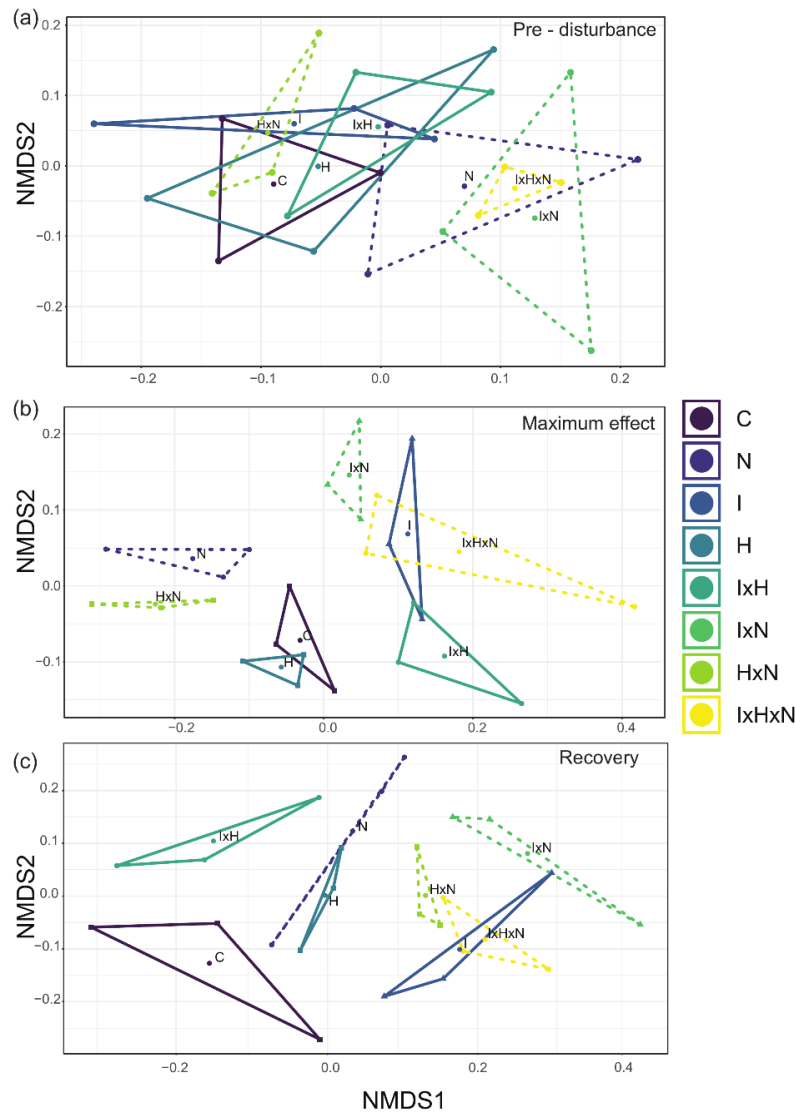 (a)
Pre - disturbance
0.2
0.1
0.0
−0.1
−0.2
NMDS2
HxN
I
IxH
C
H
N
IxHxN
IxN
−0.2
−0.1
0.0
0.1
0.2
(b)
Maximum effect
0.2
0.1
0.0
−0.1
NMDS2
IxN
I
IxHxN
N
HxN
C
H
IxH
−0.2
0.0
0.2
0.4
C
N
I
H
IxH
IxN
HxN
IxHxN
(c)
Recovery
0.2
0.1
0.0
−0.1
−0.2
NMDS2
IxH
N
IxN
H
HxN
IxHxN
I
C
−0.2
0.0
0.2
0.4
NMDS1